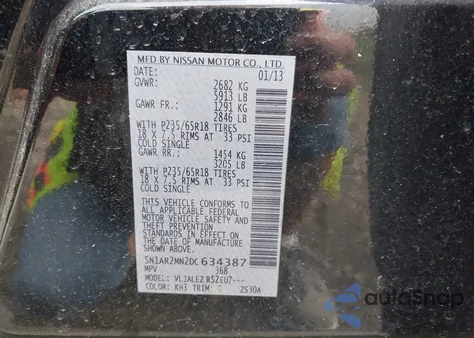 MFD BY NISSAN MOTOR CO., LTD.
DATE: 01/13
GVWR: 2682 KG
5913 LB
GAWR FR: 1291 KG
2846 LB
WITH P235/65R18 TIRES
18 X 7.5 RIMS AT 33 PSI
COLD SINGLE
GAWR RR: 1454 KG
3205 LB
WITH P235/65R18 TIRES
18 X 7.5 RIMS AT 33 PSI
COLD SINGLE
THIS VEHICLE CONFORMS
TO ALL APPLICABLE FEDERAL
MOTOR VEHICLE SAFETY AND
THEFT PREVENTION
STANDARDS IN EFFECT ON
THE DATE OF MANUFACTURE
SHOWN ABOVE.
5N1AR2MN2DC634387
MPV 368
MODEL: R52EU7---
COLOR: KH3 TRIM: G 2S30A
autoSnap